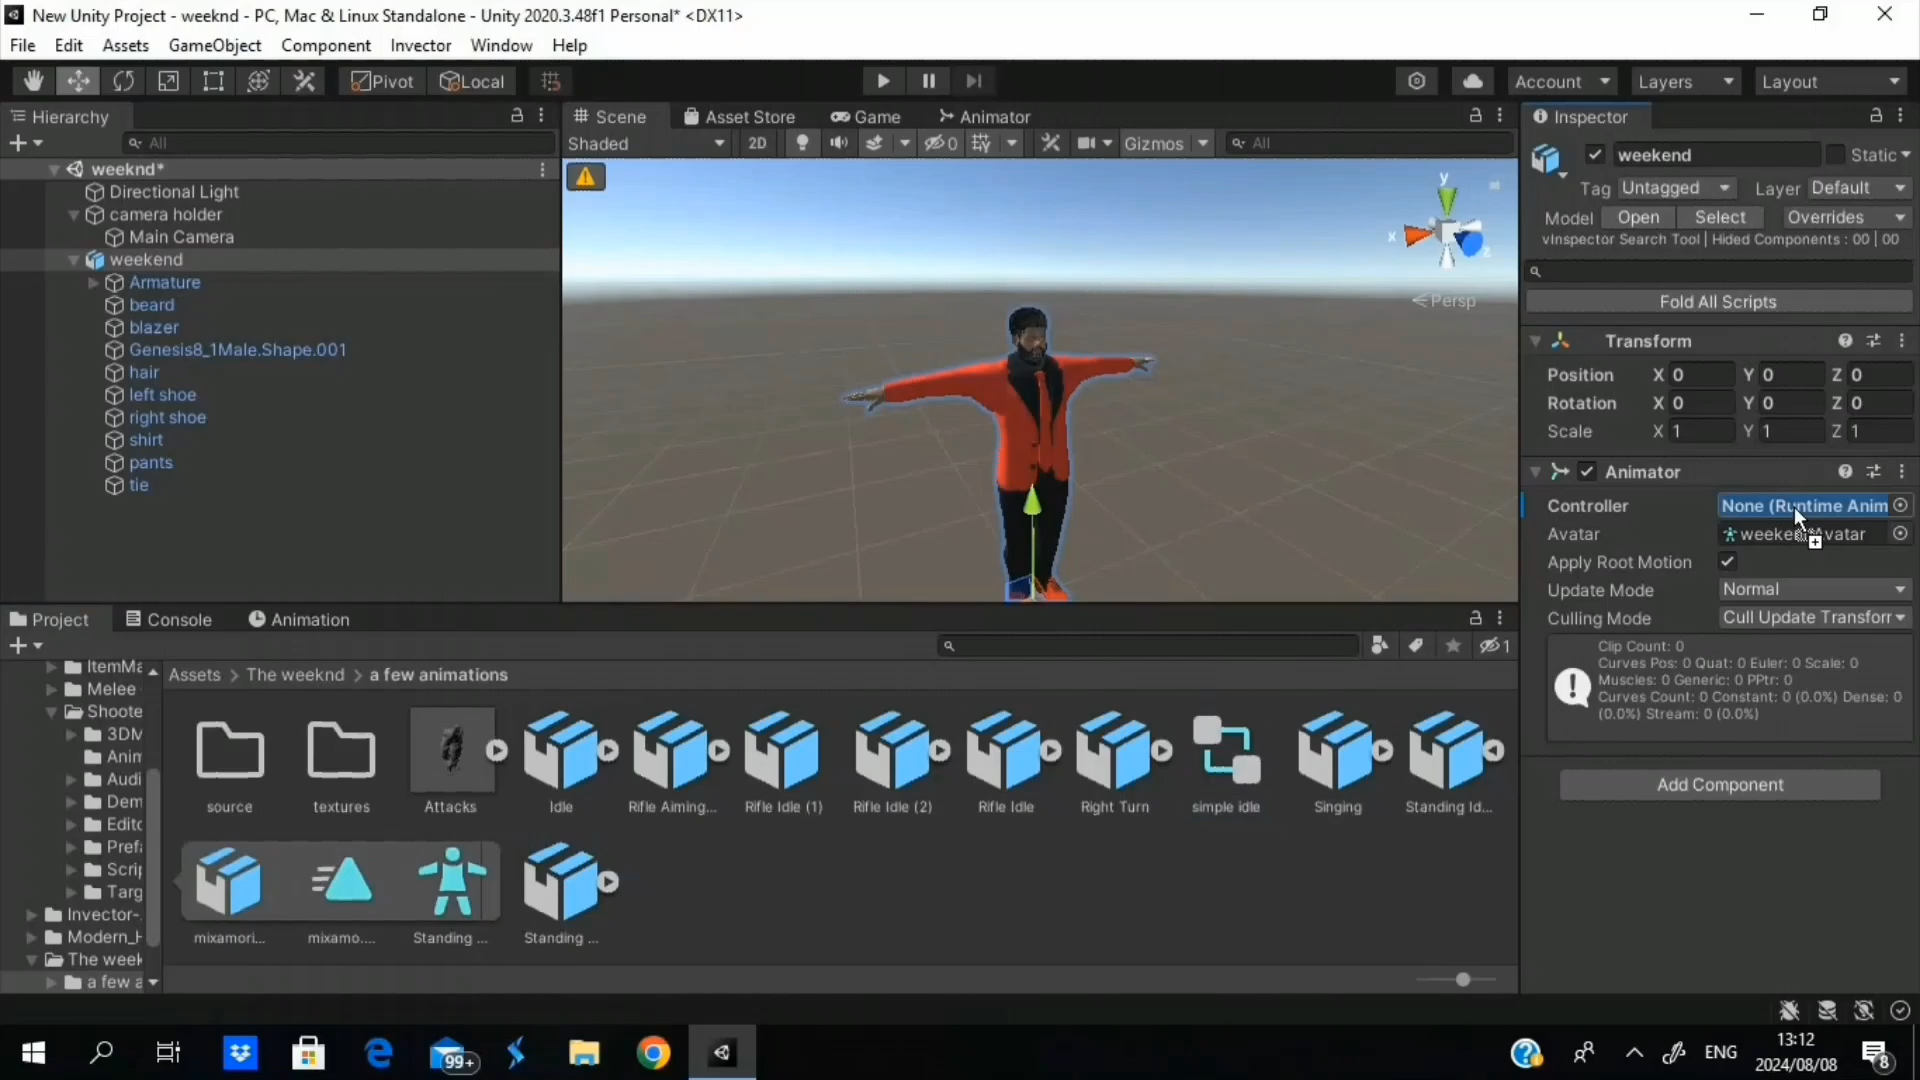 New Unity Project - weeknd - PC, Mac & Linux Standalone - Unity 2020.3.48f1 Personal* <DX11>
File Edit Assets GameObject Component Invector Window Help
Pivot Local Account Layers Layout
Hierarchy
All
weeknd*
Directional Light
camera holder
Main Camera
weekend
Armature
beard
blazer
Genesis8_1Male.Shape.001
hair
left shoe
right shoe
shirt
pants
tie
Scene Asset Store Game Animator
Shaded 2D 0 Gizmos All
y
x
z
Persp
Inspector
weekend Static
Tag Untagged Layer Default
Model Open Select Overrides
vInspector Search Tool | Hided Components : 00 | 00
Fold All Scripts
Transform
Position X 0 Y 0 Z 0
Rotation X 0 Y 0 Z 0
Scale X 1 Y 1 Z 1
Animator
Controller None (Runtime Anim
Avatar
Apply Root Motion
Update Mode Normal
Culling Mode Cull Update Transforr
Clip Count: 0
Curves Pos: 0 Quat: 0 Euler: 0 Scale: 0
Muscles: 0 Generic: 0 PPtr: 0
Curves Count: 0 Constant: 0 (0.0%) Dense: 0
(0.0%) Stream: 0 (0.0%)
Add Component
Project Console Animation
1
ItemMa
Melee
Shoote
3DM
Anim
Audi
Dem
Edito
Prefa
Scrip
Targ
Invector-
Modern_H
The week
a few a
Assets > The weeknd > a few animations
source textures Attacks Idle Rifle Aiming... Rifle Idle (1) Rifle Idle (2) Rifle Idle Right Turn simple idle Singing Standing Id...
mixamori... mixamo.... Standing ... Standing ...
99+
ENG
13:12
2024/08/08
8